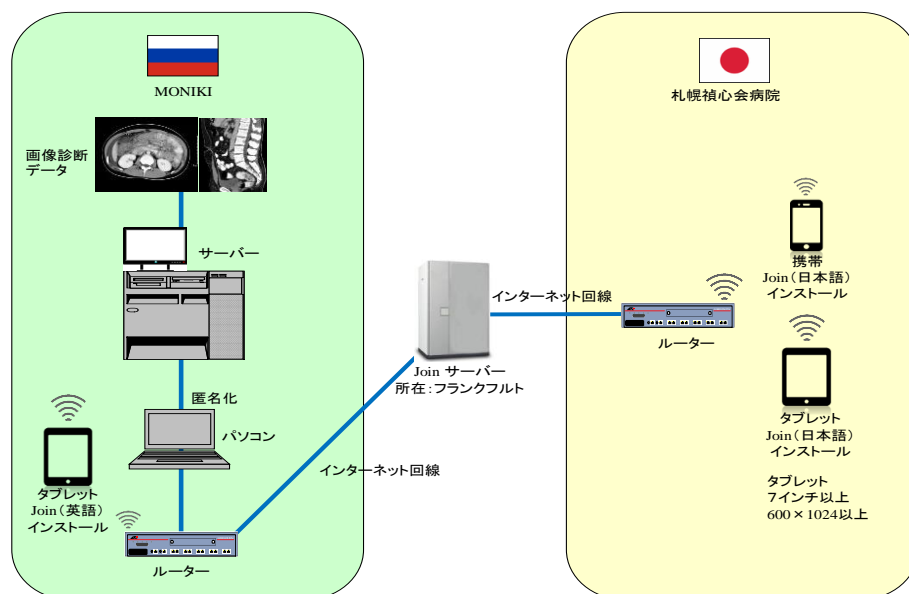 MONIKI
画像診断
データ
サーバー
匿名化
パソコン
タブレット
Join(英語)
インストール
ルーター
インターネット回線
Join サーバー
所在:フランクフルト
インターネット回線
札幌禎心会病院
ルーター
携帯
Join(日本語)
インストール
タブレット
Join(日本語)
インストール
タブレット
7インチ以上
600×1024以上